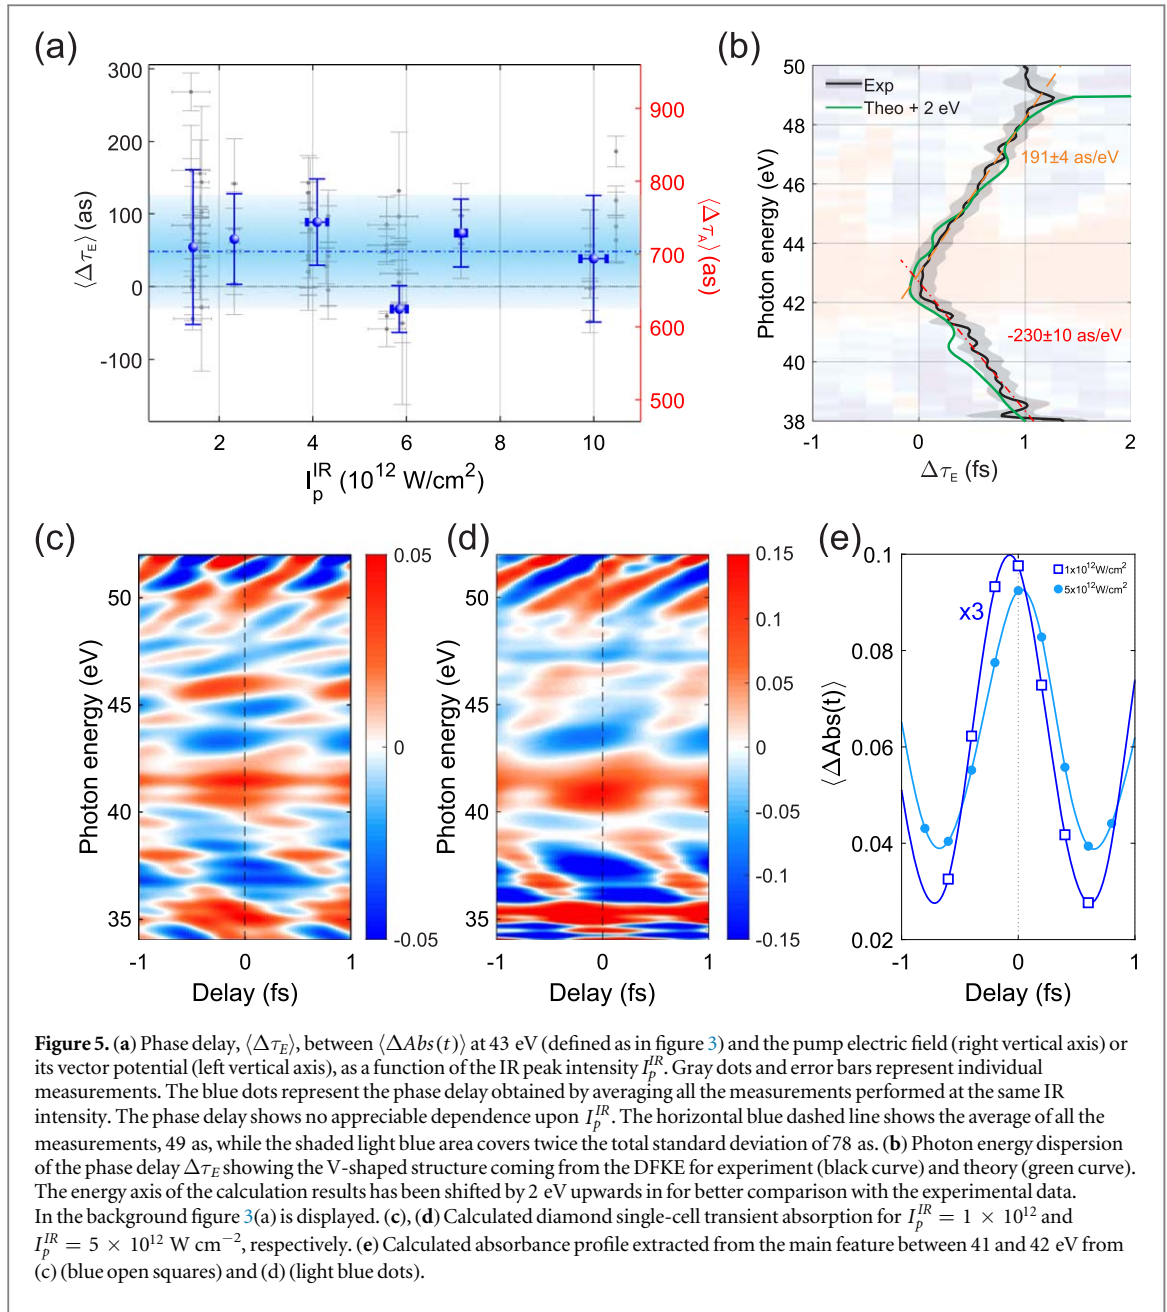 (a)
300
200
100
0
-100
⟨Δτ_E⟩ (as)
900
800
700
600
500
⟨Δτ_A⟩ (as)
2 4 6 8 10
I_p^IR (10^12 W/cm^2)
(b)
50
48
46
44
42
40
38
Photon energy (eV)
Exp
Theo + 2 eV
191±4 as/eV
-230±10 as/eV
-1 0 1 2
Δτ_E (fs)
(c)
50
45
40
35
Photon energy (eV)
-1 0 1
Delay (fs)
0.05
0
-0.05
(d)
50
45
40
35
Photon energy (eV)
-1 0 1
Delay (fs)
0.15
0.1
0.05
0
-0.05
-0.1
-0.15
(e)
0.1
0.08
0.06
0.04
0.02
⟨ΔAbs(t)⟩
1x10^12W/cm^2
5x10^12W/cm^2
x3
-1 0 1
Delay (fs)
Figure 5. (a) Phase delay, ⟨Δτ_E⟩, between ⟨ΔAbs(t)⟩ at 43 eV (defined as in figure 3) and the pump electric field (right vertical axis) or
its vector potential (left vertical axis), as a function of the IR peak intensity I_p^IR. Gray dots and error bars represent individual
measurements. The blue dots represent the phase delay obtained by averaging all the measurements performed at the same IR
intensity. The phase delay shows no appreciable dependence upon I_p^IR. The horizontal blue dashed line shows the average of all the
measurements, 49 as, while the shaded light blue area covers twice the total standard deviation of 78 as. (b) Photon energy dispersion
of the phase delay Δτ_E showing the V-shaped structure coming from the DFKE for experiment (black curve) and theory (green curve).
The energy axis of the calculation results has been shifted by 2 eV upwards in for better comparison with the experimental data.
In the background figure 3(a) is displayed. (c), (d) Calculated diamond single-cell transient absorption for I_p^IR = 1 × 10^12 and
I_p^IR = 5 × 10^12 W cm^−2, respectively. (e) Calculated absorbance profile extracted from the main feature between 41 and 42 eV from
(c) (blue open squares) and (d) (light blue dots).